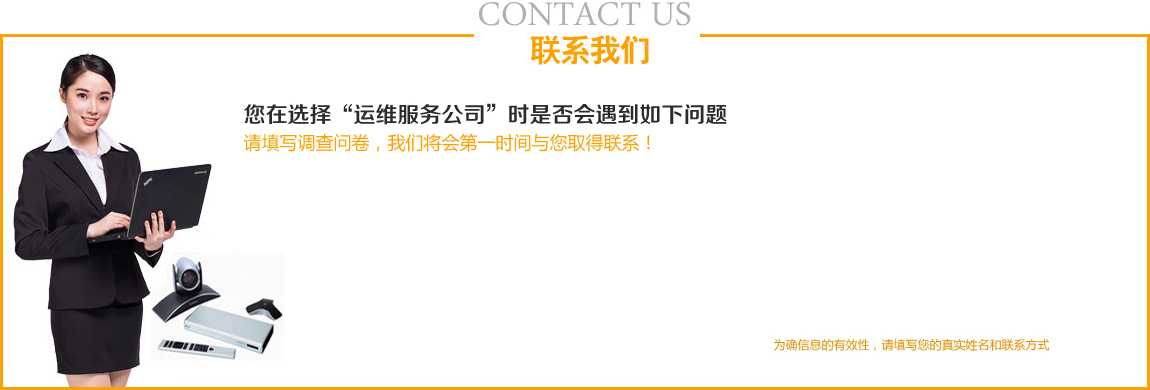 CONTACT US
联系我们
您在选择“运维服务公司”时是否会遇到如下问题
请填写调查问卷，我们将会第一时间与您取得联系！
为确信息的有效性，请填写您的真实姓名和联系方式